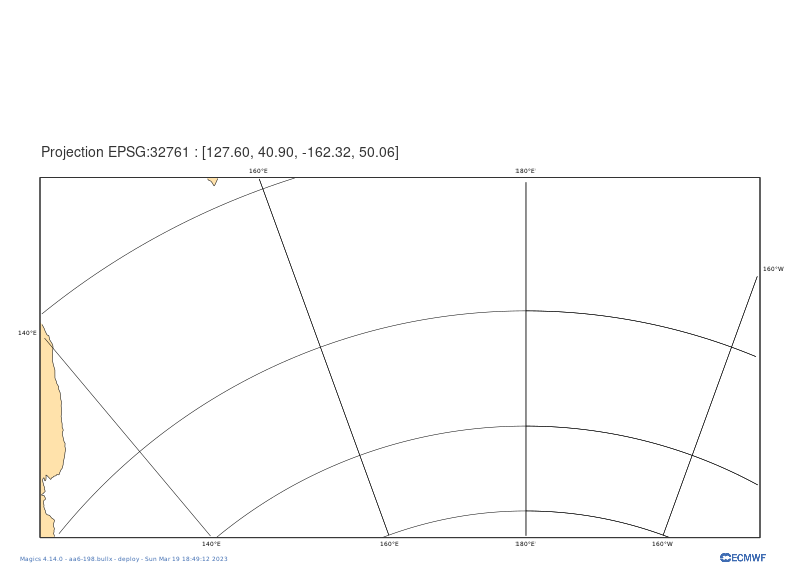 Projection EPSG:32761 : [127.60, 40.90, -162.32, 50.06]
160°E 180°E
160°W
140°E
140°E 160°E 180°E 160°W
Magics 4.14.0 - aa6-198.bullx - deploy - Sun Mar 19 18:49:12 2023
ECMWF